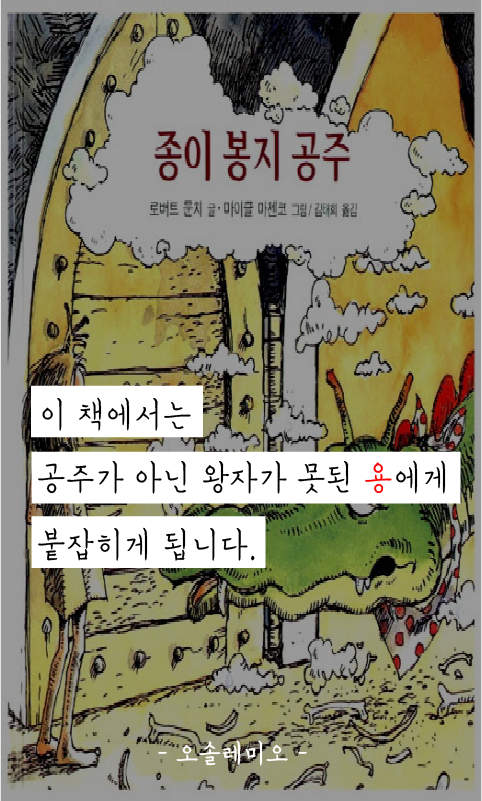 종이 봉지 공주
로버트 문치 글·마이클 마첸코 그림/김태희 옮김
이 책에서는
공주가 아닌 왕자가 못된 용에게
붙잡히게 됩니다.
- 오솔레미오 -